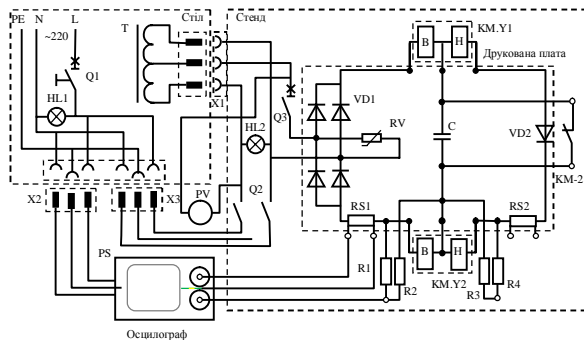 PE N L T Стіл Стенд
~220
KM.Y1
В Н
Друкована плата
Q1
HL1
X1
Q3
VD1
RV
C
VD2
KM-2
HL2
X2 X3 PV Q2
RS1 RS2
В Н
PS
R1 R2 KM.Y2 R3 R4
Осцилограф